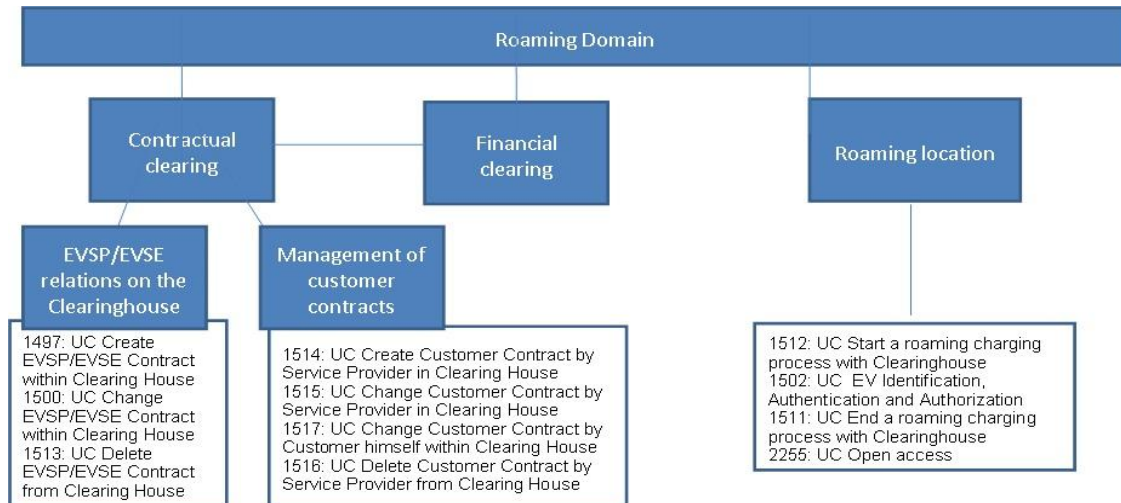 Roaming Domain
Contractual
clearing
Financial
clearing
Roaming location
EVSP/EVSE
relations on the
Clearinghouse
Management of
customer
contracts
1497: UC Create
EVSP/EVSE Contract
within Clearing House
1500: UC Change
EVSP/EVSE Contract
within Clearing House
1513: UC Delete
EVSP/EVSE Contract
from Clearing House
1514: UC Create Customer Contract by
Service Provider in Clearing House
1515: UC Change Customer Contract by
Service Provider in Clearing House
1517: UC Change Customer Contract by
Customer himself within Clearing House
1516: UC Delete Customer Contract by
Service Provider from Clearing House
1512: UC Start a roaming charging
process with Clearinghouse
1502: UC EV Identification,
Authentication and Authorization
1511: UC End a roaming charging
process with Clearinghouse
2255: UC Open access